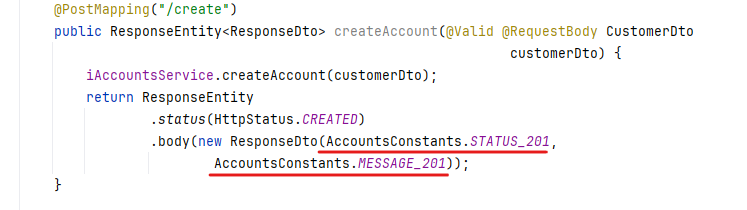 @PostMapping("/create")
public ResponseEntity<ResponseDto> createAccount(@Valid @RequestBody CustomerDto
customerDto) {
iAccountsService.createAccount(customerDto);
return ResponseEntity
.status(HttpStatus.CREATED)
.body(new ResponseDto(AccountsConstants.STATUS_201,
AccountsConstants.MESSAGE_201));
}